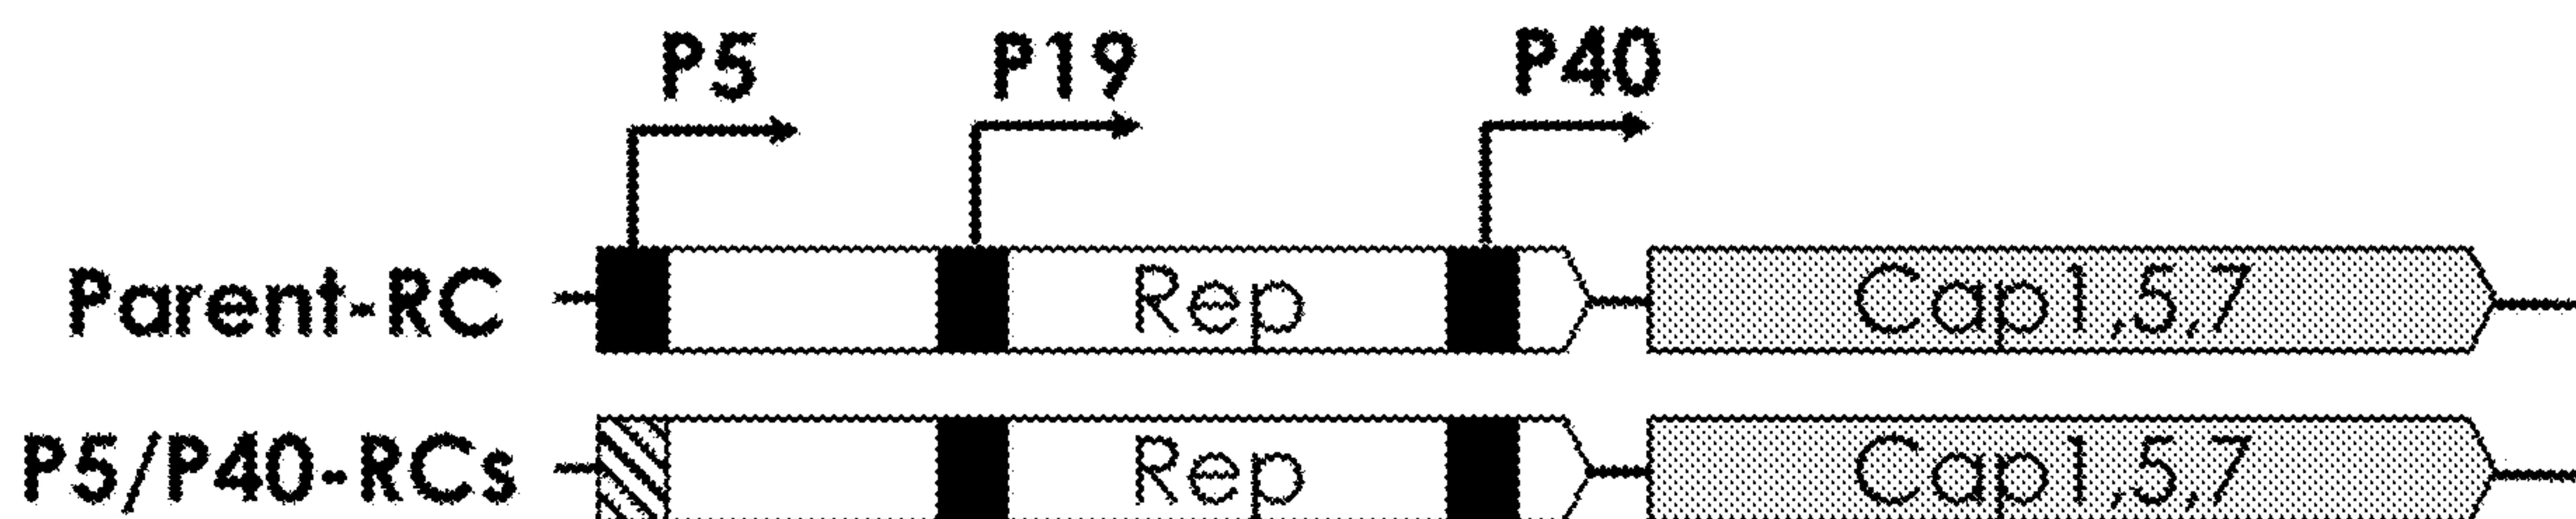 P5 P19 P40
Parent-RC Rep Cap1,5,7
P5/P40-RCs Rep Cap1,5,7